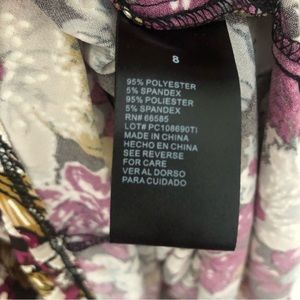 8
95% POLYESTER
5% SPANDEX
95% POLIESTER
5% SPANDEX
RN# 66585
LOT# PC108690TI
MADE IN CHINA
HECHO EN CHINA
SEE REVERSE
FOR CARE
VER AL DORSO
PARA CUIDADO